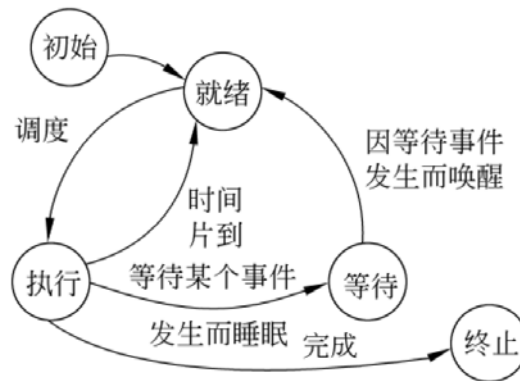 初始
就绪
调度
因等待事件
发生而唤醒
时间
片到
执行
等待某个事件
等待
发生而睡眠
完成
终止